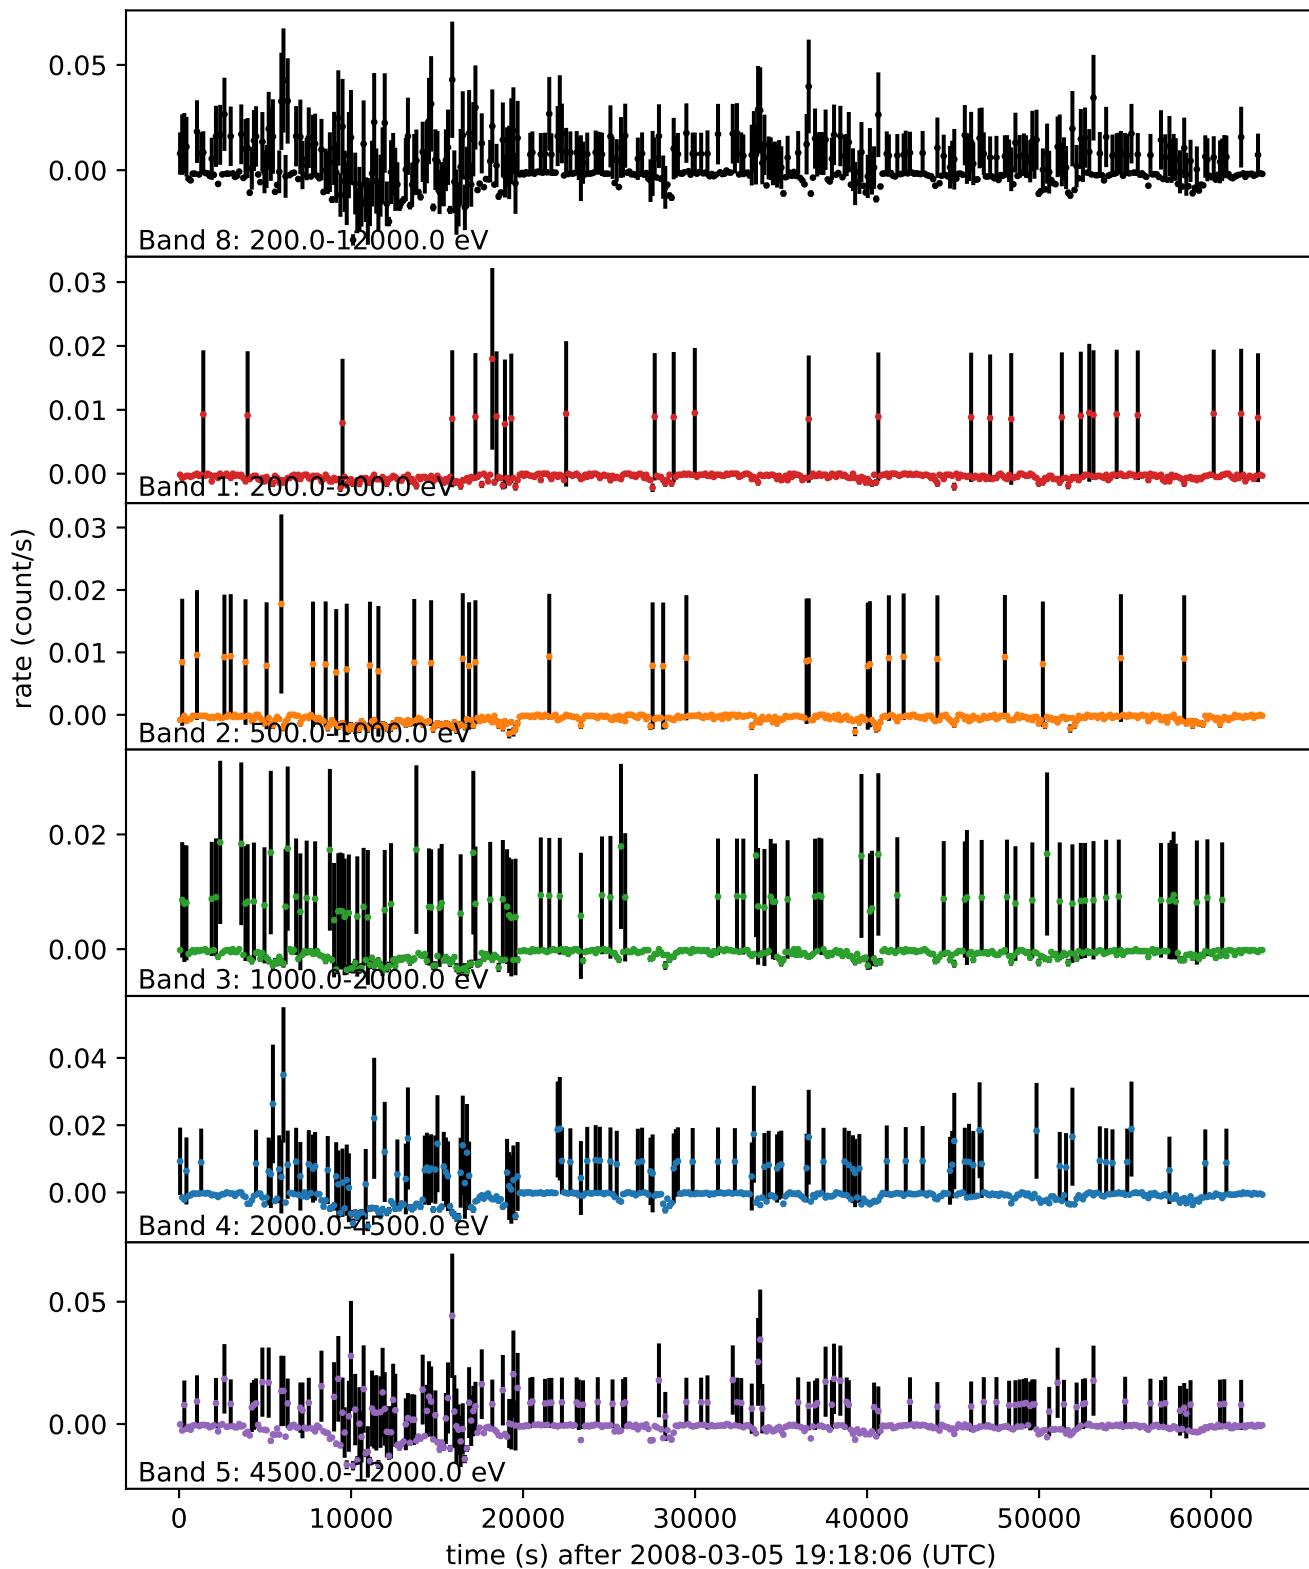 0.05
0.00
Band 8: 200.0-12000.0 eV
0.03
0.02
0.01
0.00
Band 1: 200.0-500.0 eV
rate (count/s)
0.03
0.02
0.01
0.00
Band 2: 500.0-1000.0 eV
0.02
0.00
Band 3: 1000.0-2000.0 eV
0.04
0.02
0.00
Band 4: 2000.0-4500.0 eV
0.05
0.00
Band 5: 4500.0-12000.0 eV
0 10000 20000 30000 40000 50000 60000
time (s) after 2008-03-05 19:18:06 (UTC)